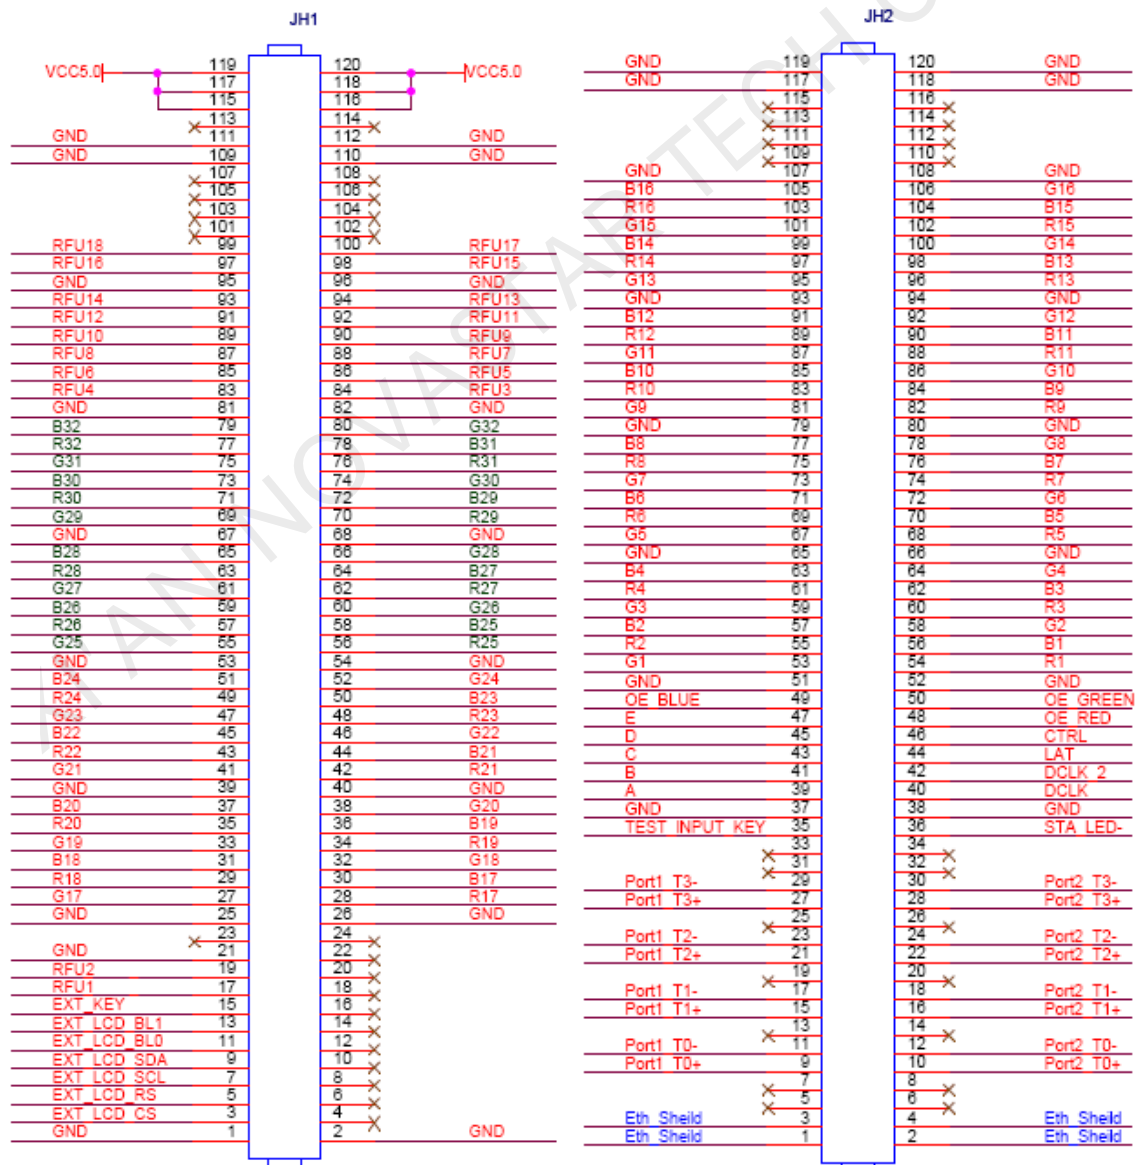 JH1
VCC5.0 119 120 VCC5.0
117 118
115 116
113 114
GND 111 112 GND
GND 109 110 GND
107 108
105 106
103 104
101 102
RFU18 99 100 RFU17
RFU16 97 98 RFU15
GND 95 96 GND
RFU14 93 94 RFU13
RFU12 91 92 RFU11
RFU10 89 90 RFU9
RFU8 87 88 RFU7
RFU6 85 86 RFU5
RFU4 83 84 RFU3
GND 81 82 GND
B32 79 80 G32
R32 77 78 B31
G31 75 76 R31
B30 73 74 G30
R30 71 72 B29
G29 69 70 R29
GND 67 68 GND
B28 65 66 G28
R28 63 64 B27
G27 61 62 R27
B26 59 60 G26
R26 57 58 B25
G25 55 56 R25
GND 53 54 GND
B24 51 52 G24
R24 49 50 B23
G23 47 48 R23
B22 45 46 G22
R22 43 44 B21
G21 41 42 R21
GND 39 40 GND
B20 37 38 G20
R20 35 36 B19
G19 33 34 R19
B18 31 32 G18
R18 29 30 B17
G17 27 28 R17
GND 25 26 GND
23 24
GND 21 22
RFU2 19 20
RFU1 17 18
EXT_KEY 15 16
EXT_LCD_BL1 13 14
EXT_LCD_BL0 11 12
EXT_LCD_SDA 9 10
EXT_LCD_SCL 7 8
EXT_LCD_RS 5 6
EXT_LCD_CS 3 4
GND 1 2 GND
JH2
GND 119 120 GND
GND 117 118 GND
115 116
113 114
111 112
109 110
GND 107 108 GND
B16 105 106 G16
R16 103 104 B15
G15 101 102 R15
B14 99 100 G14
R14 97 98 B13
G13 95 96 R13
GND 93 94 GND
B12 91 92 G12
R12 89 90 B11
G11 87 88 R11
B10 85 86 G10
R10 83 84 B9
G9 81 82 R9
GND 79 80 GND
B8 77 78 G8
R8 75 76 B7
G7 73 74 R7
B6 71 72 G6
R6 69 70 B5
G5 67 68 R5
GND 65 66 GND
B4 63 64 G4
R4 61 62 B3
G3 59 60 R3
B2 57 58 G2
R2 55 56 B1
G1 53 54 R1
GND 51 52 GND
OE_BLUE 49 50 OE_GREEN
E 47 48 OE_RED
D 45 46 CTRL
C 43 44 LAT
B 41 42 DCLK_2
A 39 40 DCLK
GND 37 38 GND
TEST_INPUT_KEY 35 36 STA_LED-
33 34
31 32
Port1_T3- 29 30 Port2_T3-
Port1_T3+ 27 28 Port2_T3+
25 26
Port1_T2- 23 24 Port2_T2-
Port1_T2+ 21 22 Port2_T2+
19 20
Port1_T1- 17 18 Port2_T1-
Port1_T1+ 15 16 Port2_T1+
13 14
Port1_T0- 11 12 Port2_T0-
Port1_T0+ 9 10 Port2_T0+
7 8
5 6
Eth_Sheild 3 4 Eth_Sheild
Eth_Sheild 1 2 Eth_Sheild
NOVASTAR TECH